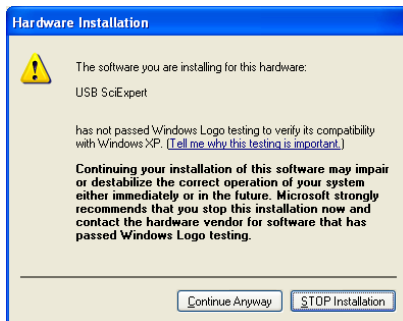 Hardware Installation
The software you are installing for this hardware:
USB SciExpert
has not passed Windows Logo testing to verify its compatibility
with Windows XP. (Tell me why this testing is important.)
Continuing your installation of this software may impair
or destabilize the correct operation of your system
either immediately or in the future. Microsoft strongly
recommends that you stop this installation now and
contact the hardware vendor for software that has
passed Windows Logo testing.
Continue Anyway
STOP Installation